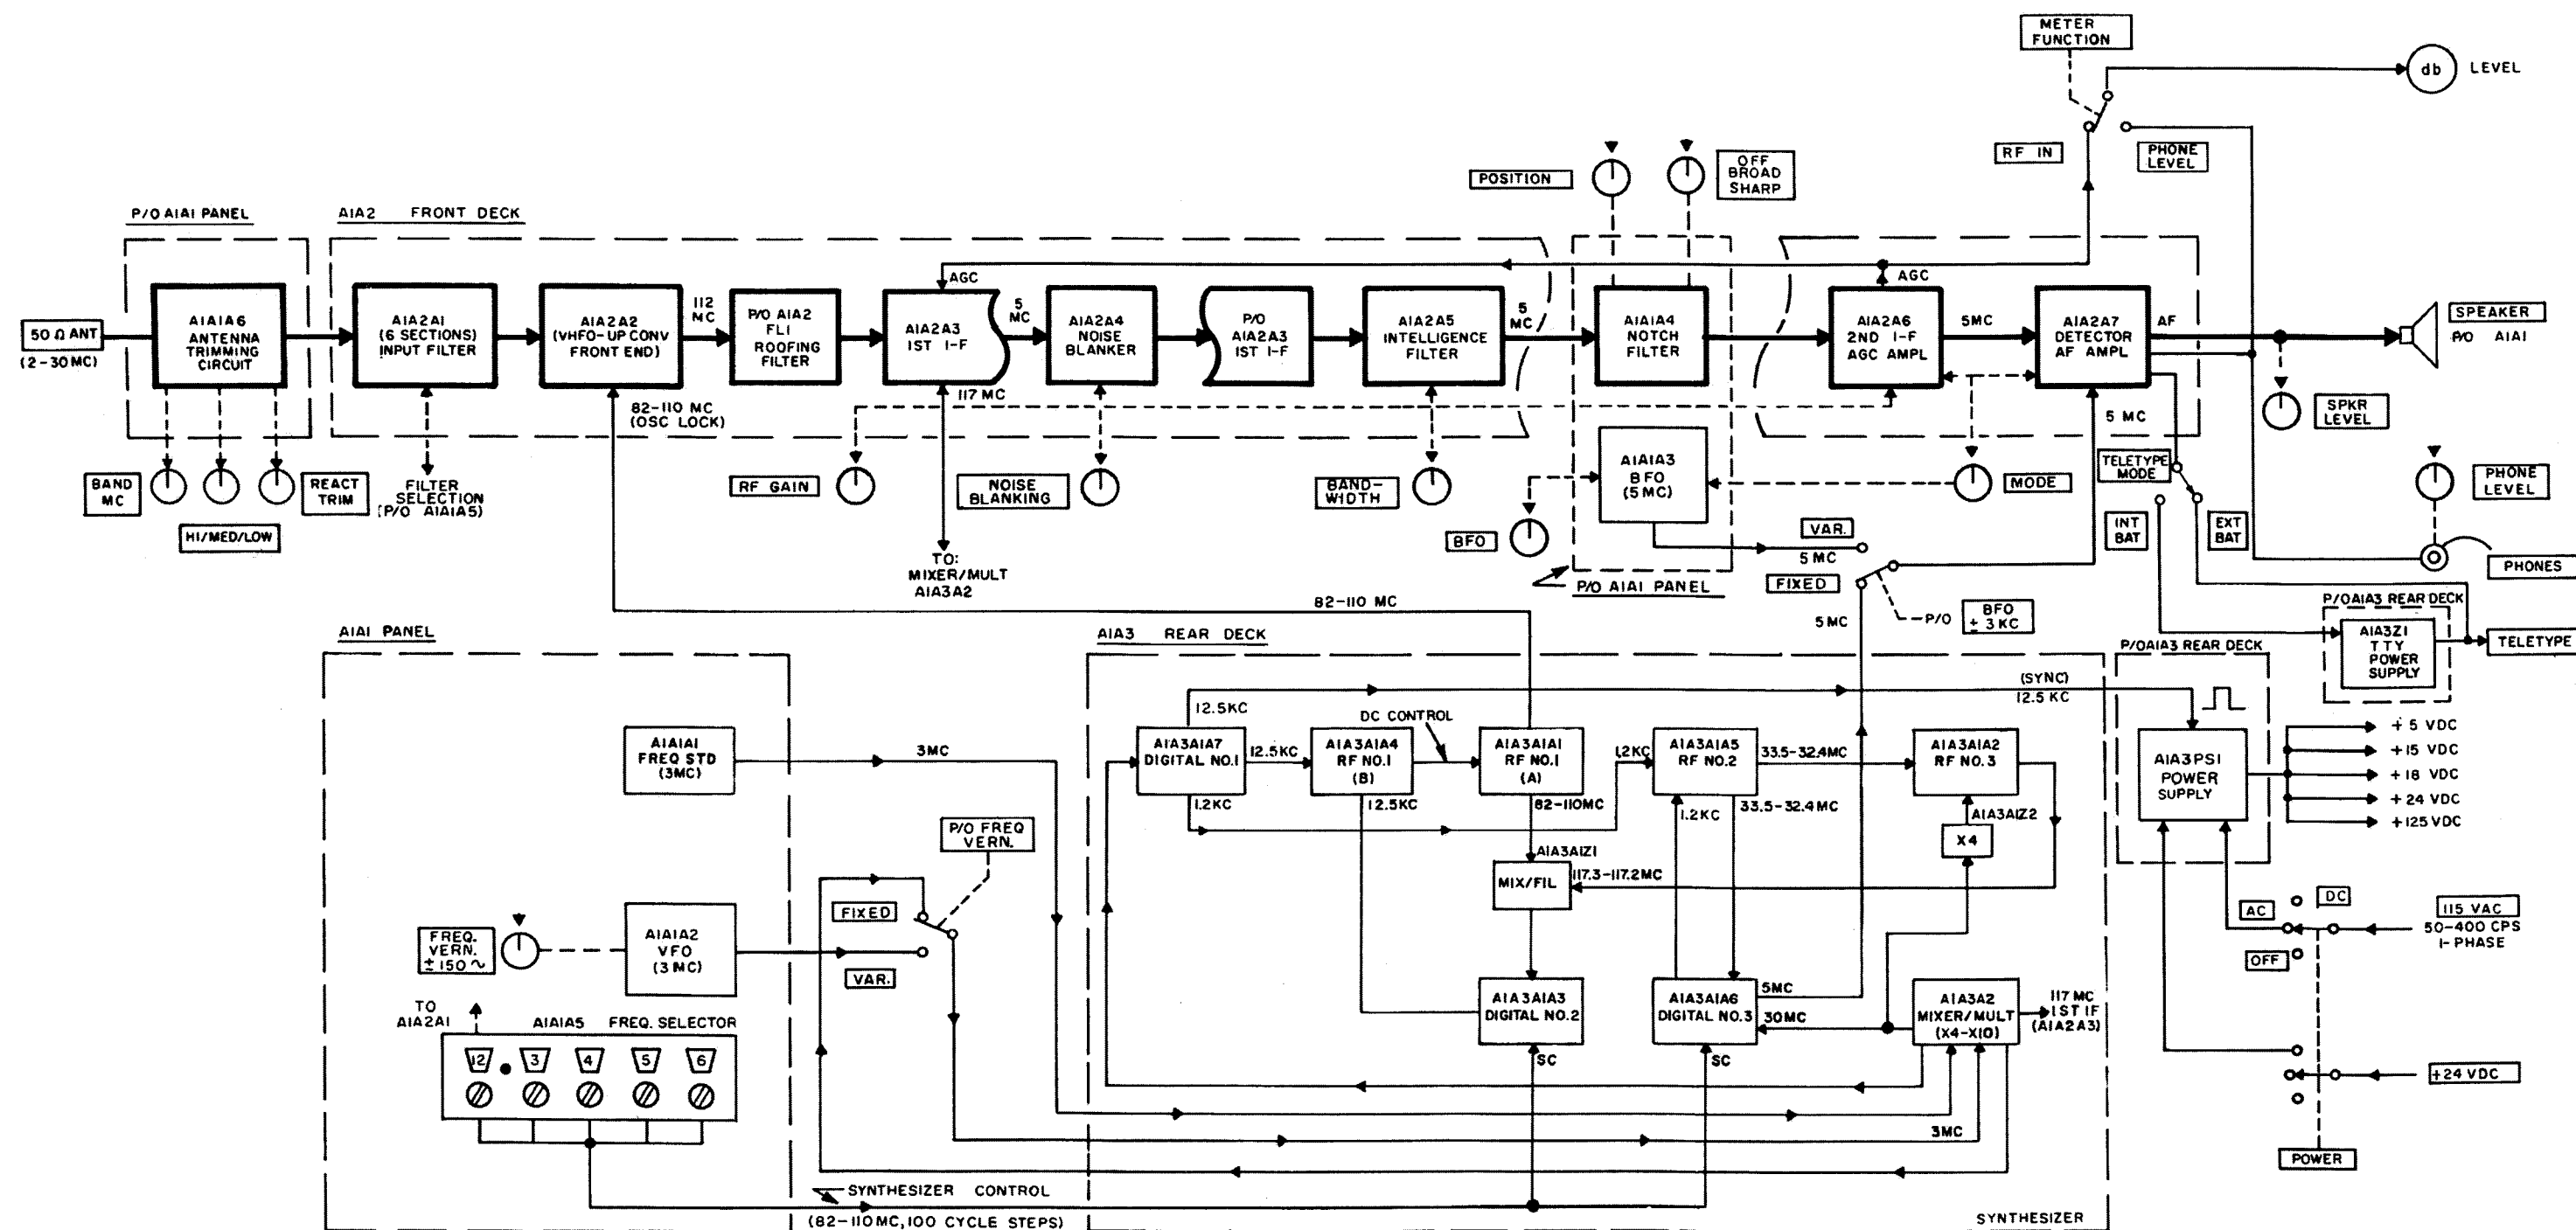 METER
FUNCTION
db
LEVEL
RF IN
PHONE
LEVEL
POSITION
OFF
BROAD
SHARP
P/O A1A1 PANEL
A1A2 FRONT DECK
50 Ω ANT
(2-30MC)
A1A1A6
ANTENNA
TRIMMING
CIRCUIT
A1A2A1
(6 SECTIONS)
INPUT FILTER
A1A2A2
(VHFO-UP CONV
FRONT END)
112
MC
P/O A1A2
FL1
ROOFING
FILTER
AGC
A1A2A3
1ST I-F
5
MC
A1A2A4
NOISE
BLANKER
P/O
A1A2A3
1ST I-F
A1A2A5
INTELLIGENCE
FILTER
5
MC
A1A1A4
NOTCH
FILTER
AGC
A1A2A6
2ND I-F
AGC AMPL
5MC
A1A2A7
DETECTOR
AF AMPL
AF
SPEAKER
P/O A1A1
82-110 MC
(OSC LOCK)
117 MC
5 MC
SPKR
LEVEL
BAND
MC
HI/MED/LOW
REACT
TRIM
FILTER
SELECTION
(P/O A1A1A5)
RF GAIN
NOISE
BLANKING
BAND-
WIDTH
A1A1A3
BFO
(5 MC)
BFO
MODE
TELETYPE
MODE
INT
BAT
EXT
BAT
PHONE
LEVEL
PHONES
VAR.
5 MC
FIXED
TO:
MIXER/MULT
A1A3A2
P/O A1A1 PANEL
P/O
BFO
± 3 KC
5MC
82-110 MC
P/O A1A3 REAR DECK
A1A3Z1
TTY
POWER
SUPPLY
TELETYPE
A1A1 PANEL
A1A3 REAR DECK
P/O A1A3 REAR DECK
(SYNC)
12.5 KC
12.5KC
DC CONTROL
A1A1A1
FREQ STD
(3MC)
3MC
A1A3A1A7
DIGITAL NO.1
12.5KC
A1A3A1A4
RF NO.1
(B)
A1A3A1A1
RF NO.1
(A)
1.2KC
A1A3A1A5
RF NO.2
33.5-32.4MC
A1A3A1A2
RF NO.3
A1A3PS1
POWER
SUPPLY
+ 5 VDC
+ 15 VDC
+ 18 VDC
+ 24 VDC
+ 125 VDC
1.2KC
12.5KC
82-110MC
1.2KC
33.5-32.4MC
A1A3A1Z2
X4
P/O FREQ
VERN.
A1A3A1Z1
MIX/FIL
117.3-117.2MC
FIXED
VAR.
FREQ.
VERN.
± 150 ~
A1A1A2
VFO
(3 MC)
AC
DC
OFF
115 VAC
50-400 CPS
1-PHASE
A1A3A1A3
DIGITAL NO.2
A1A3A1A6
DIGITAL NO.3
5MC
30MC
A1A3A2
MIXER/MULT
(X4-X10)
117 MC
1ST IF
(A1A2A3)
TO
A1A2A1
A1A1A5 FREQ. SELECTOR
12 3 4 5 6
SC
SC
+24 VDC
3MC
POWER
SYNTHESIZER CONTROL
(82-110MC, 100 CYCLE STEPS)
SYNTHESIZER